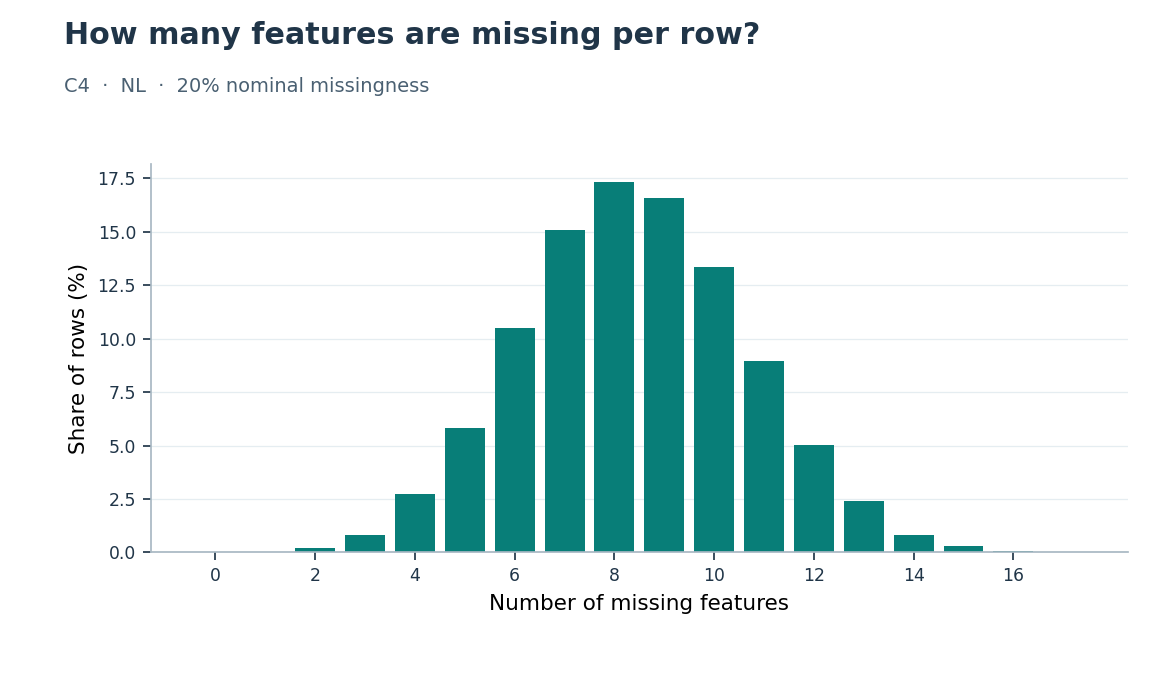 How many features are missing per row?
C4 · NL · 20% nominal missingness
17.5
15.0
12.5
10.0
7.5
5.0
2.5
0.0
Share of rows (%)
0 2 4 6 8 10 12 14 16
Number of missing features